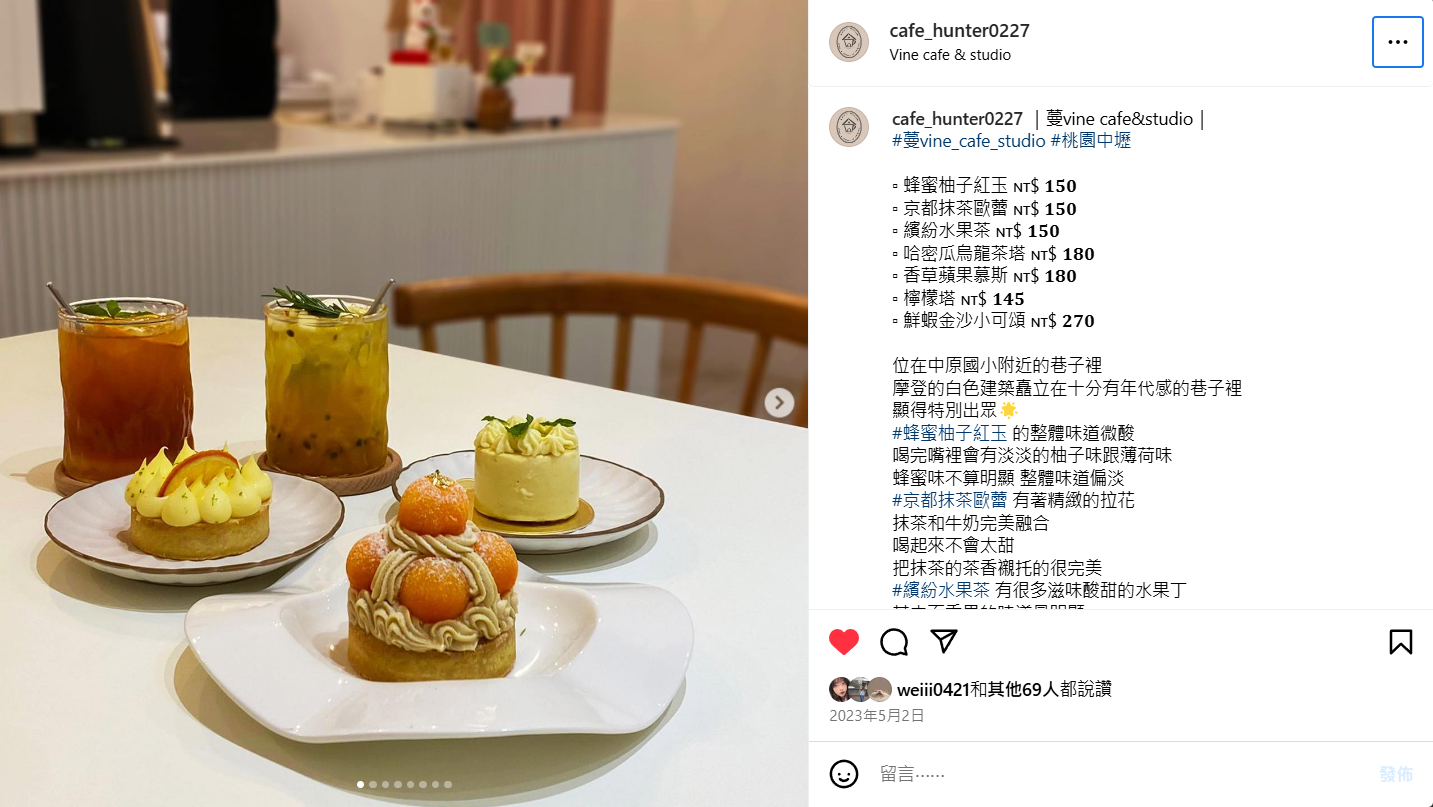 cafe_hunter0227
Vine cafe & studio
cafe_hunter0227 ｜蔓vine cafe&studio｜
#蔓vine_cafe_studio #桃園中壢
▫ 蜂蜜柚子紅玉 ɴᴛ$ 𝟏𝟓𝟎
▫ 京都抹茶歐蕾 ɴᴛ$ 𝟏𝟓𝟎
▫ 繽紛水果茶 ɴᴛ$ 𝟏𝟓𝟎
▫ 哈密瓜烏龍茶塔 ɴᴛ$ 𝟏𝟖𝟎
▫ 香草蘋果慕斯 ɴᴛ$ 𝟏𝟖𝟎
▫ 檸檬塔 ɴᴛ$ 𝟏𝟒𝟓
▫ 鮮蝦金沙小可頌 ɴᴛ$ 𝟐𝟕𝟎
位在中原國小附近的巷子裡
摩登的白色建築矗立在十分有年代感的巷子裡
顯得特別出眾🌟
#蜂蜜柚子紅玉 的整體味道微酸
喝完嘴裡會有淡淡的柚子味跟薄荷味
蜂蜜味不算明顯 整體味道偏淡
#京都抹茶歐蕾 有著精緻的拉花
抹茶和牛奶完美融合
喝起來不會太甜
把抹茶的茶香襯托的很完美
#繽紛水果茶 有很多滋味酸甜的水果丁
weiii0421和其他69人都說讚
2023年5月2日
留言......
發佈